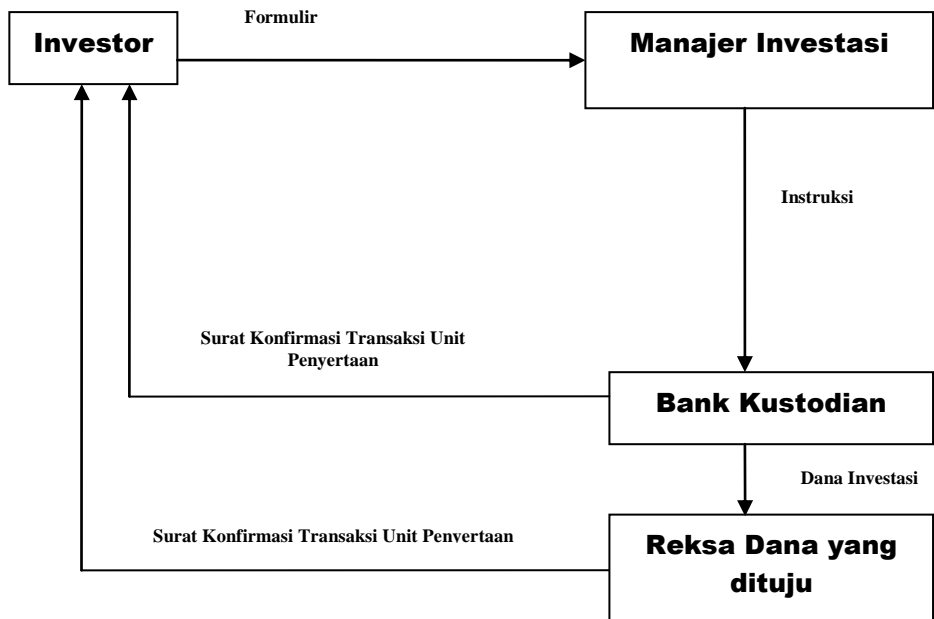 Formulir
Investor
Manajer Investasi
Instruksi
Surat Konfirmasi Transaksi Unit
Penyertaan
Bank Kustodian
Dana Investasi
Surat Konfirmasi Transaksi Unit Penyertaan
Reksa Dana yang
dituju